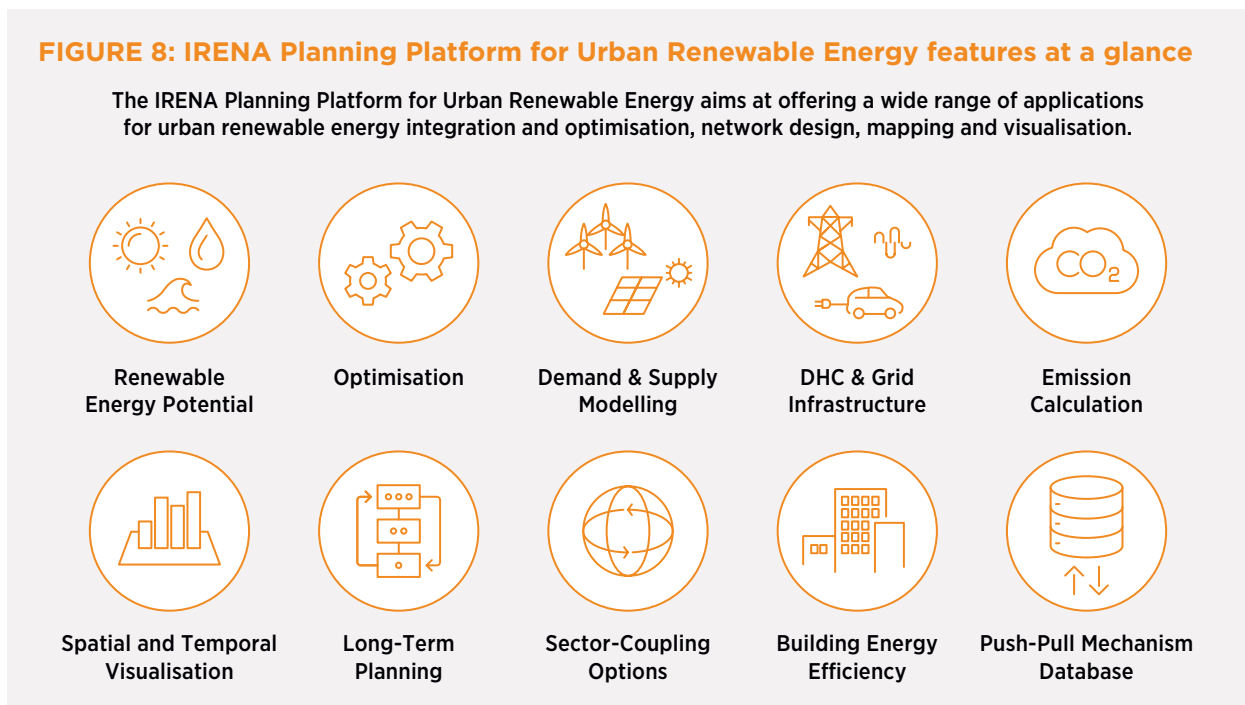 FIGURE 8: IRENA Planning Platform for Urban Renewable Energy features at a glance
The IRENA Planning Platform for Urban Renewable Energy aims at offering a wide range of applications
for urban renewable energy integration and optimisation, network design, mapping and visualisation.
CO2
Renewable
Energy Potential
Optimisation
Demand & Supply
Modelling
DHC & Grid
Infrastructure
Emission
Calculation
Spatial and Temporal
Visualisation
Long-Term
Planning
Sector-Coupling
Options
Building Energy
Efficiency
Push-Pull Mechanism
Database